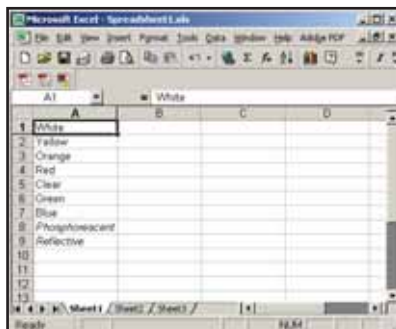 Microsoft Excel - Spreadsheet1.xls
File Edit View Insert Format Tools Data Window Help Adobe PDF
A1 = White
A B C D
1 White
2 Yellow
3 Orange
4 Red
5 Clear
6 Green
7 Blue
8 Phosphorescent
9 Reflective
10
11
12
13
Sheet1 Sheet2 Sheet3
Ready NUM